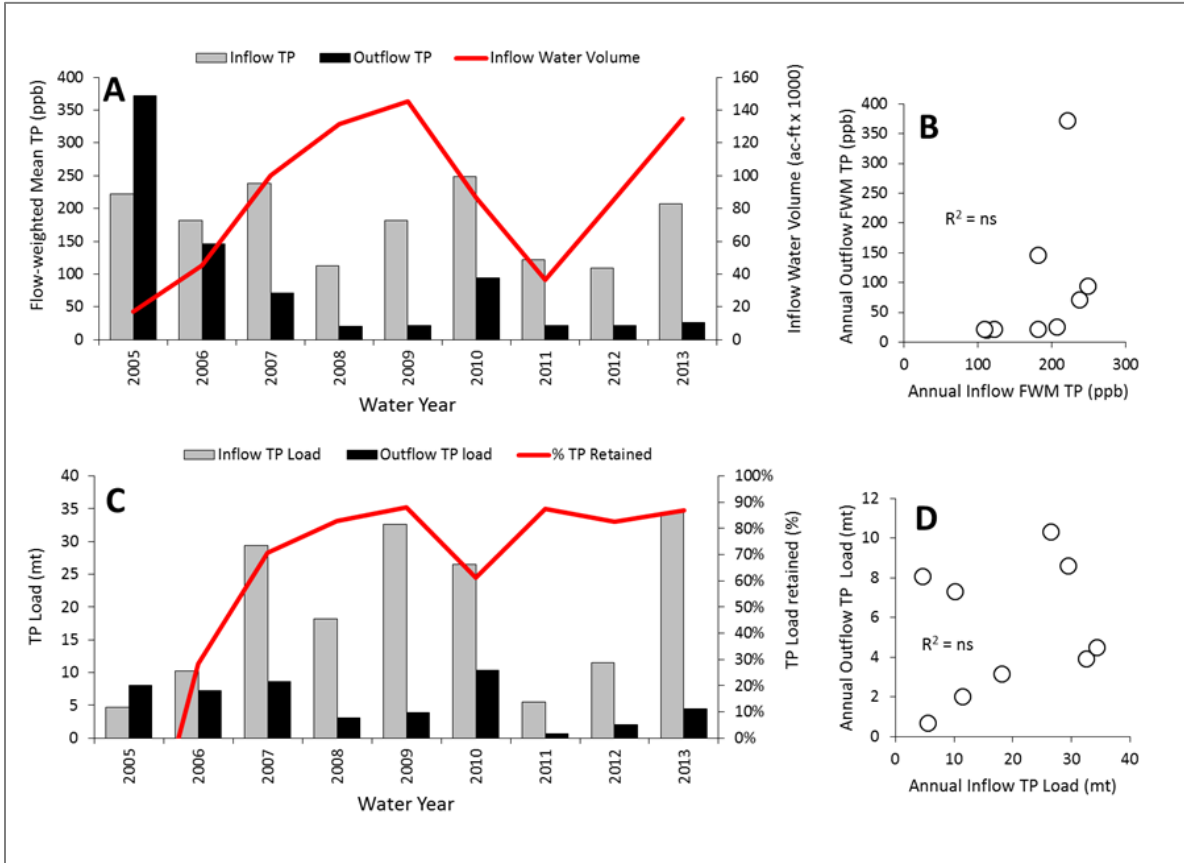 Inflow TP Outflow TP Inflow Water Volume
A
Flow-weighted Mean TP (ppb)
400
350
300
250
200
150
100
50
0
160
140
120
100
80
60
40
20
0
Inflow Water Volume (ac-ft x 1000)
2005 2006 2007 2008 2009 2010 2011 2012 2013
Water Year
B
Annual Outflow FWM TP (ppb)
400
350
300
250
200
150
100
50
0
R² = ns
0 100 200 300
Annual Inflow FWM TP (ppb)
Inflow TP Load Outflow TP load % TP Retained
C
TP Load (mt)
40
35
30
25
20
15
10
5
0
100%
90%
80%
70%
60%
50%
40%
30%
20%
10%
0%
TP Load retained (%)
2005 2006 2007 2008 2009 2010 2011 2012 2013
Water Year
D
Annual Outflow TP Load (mt)
12
10
8
6
4
2
0
R² = ns
0 10 20 30 40
Annual Inflow TP Load (mt)